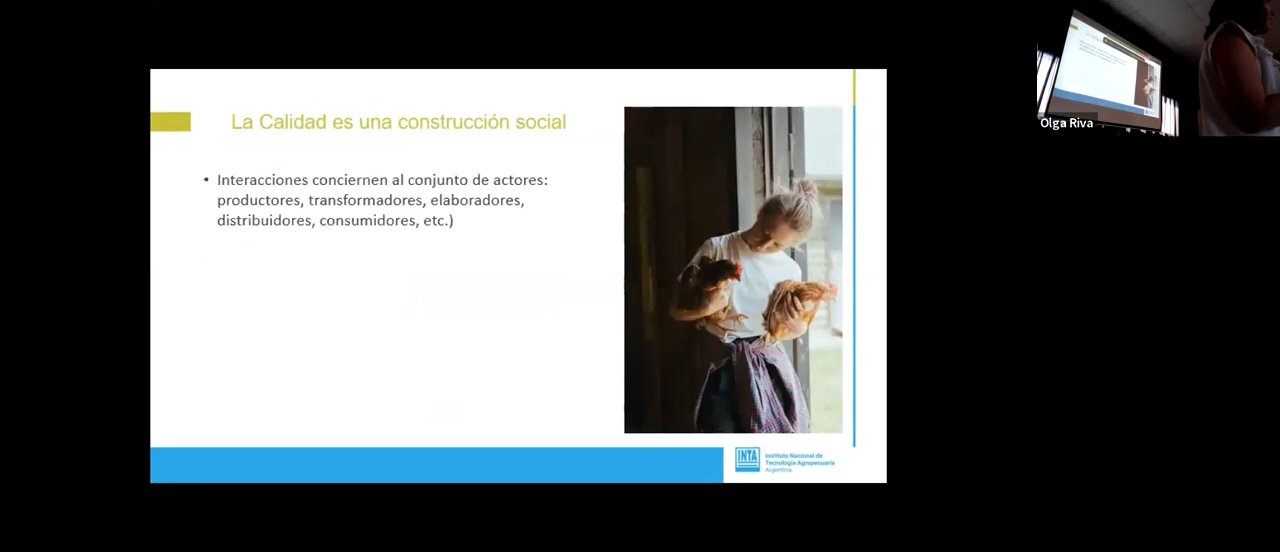 La Calidad es una construcción social
• Interacciones conciernen al conjunto de actores:
productores, transformadores, elaboradores,
distribuidores, consumidores, etc.)
INTA
Instituto Nacional de
Tecnología Agropecuaria
Argentina
Olga Riva